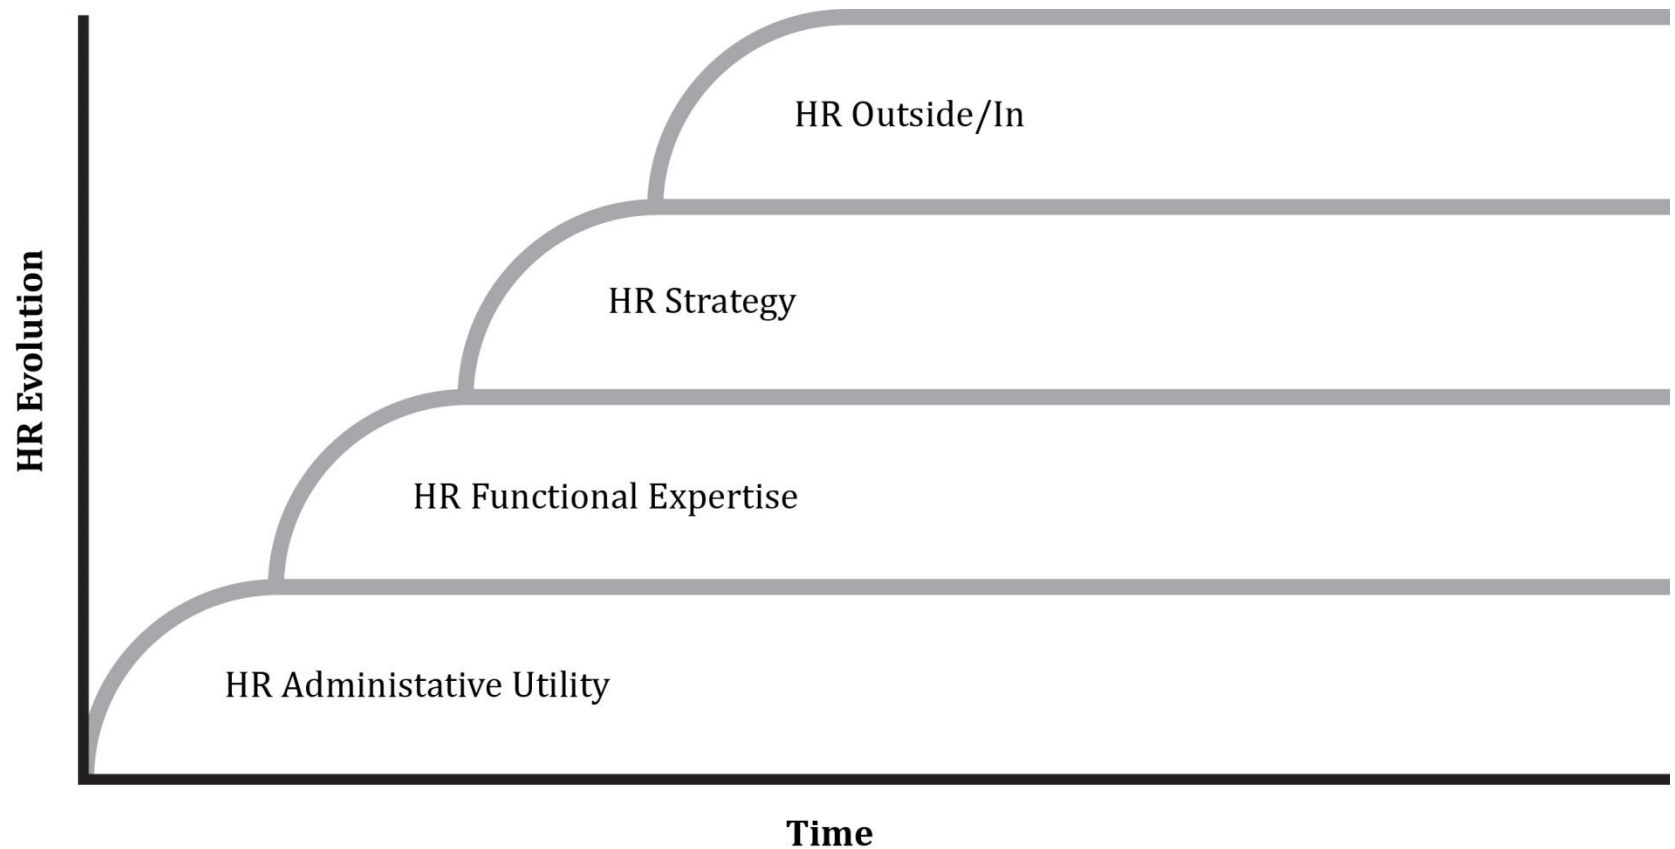 HR Outside/In
HR Strategy
HR Evolution
HR Functional Expertise
HR Administative Utility
Time